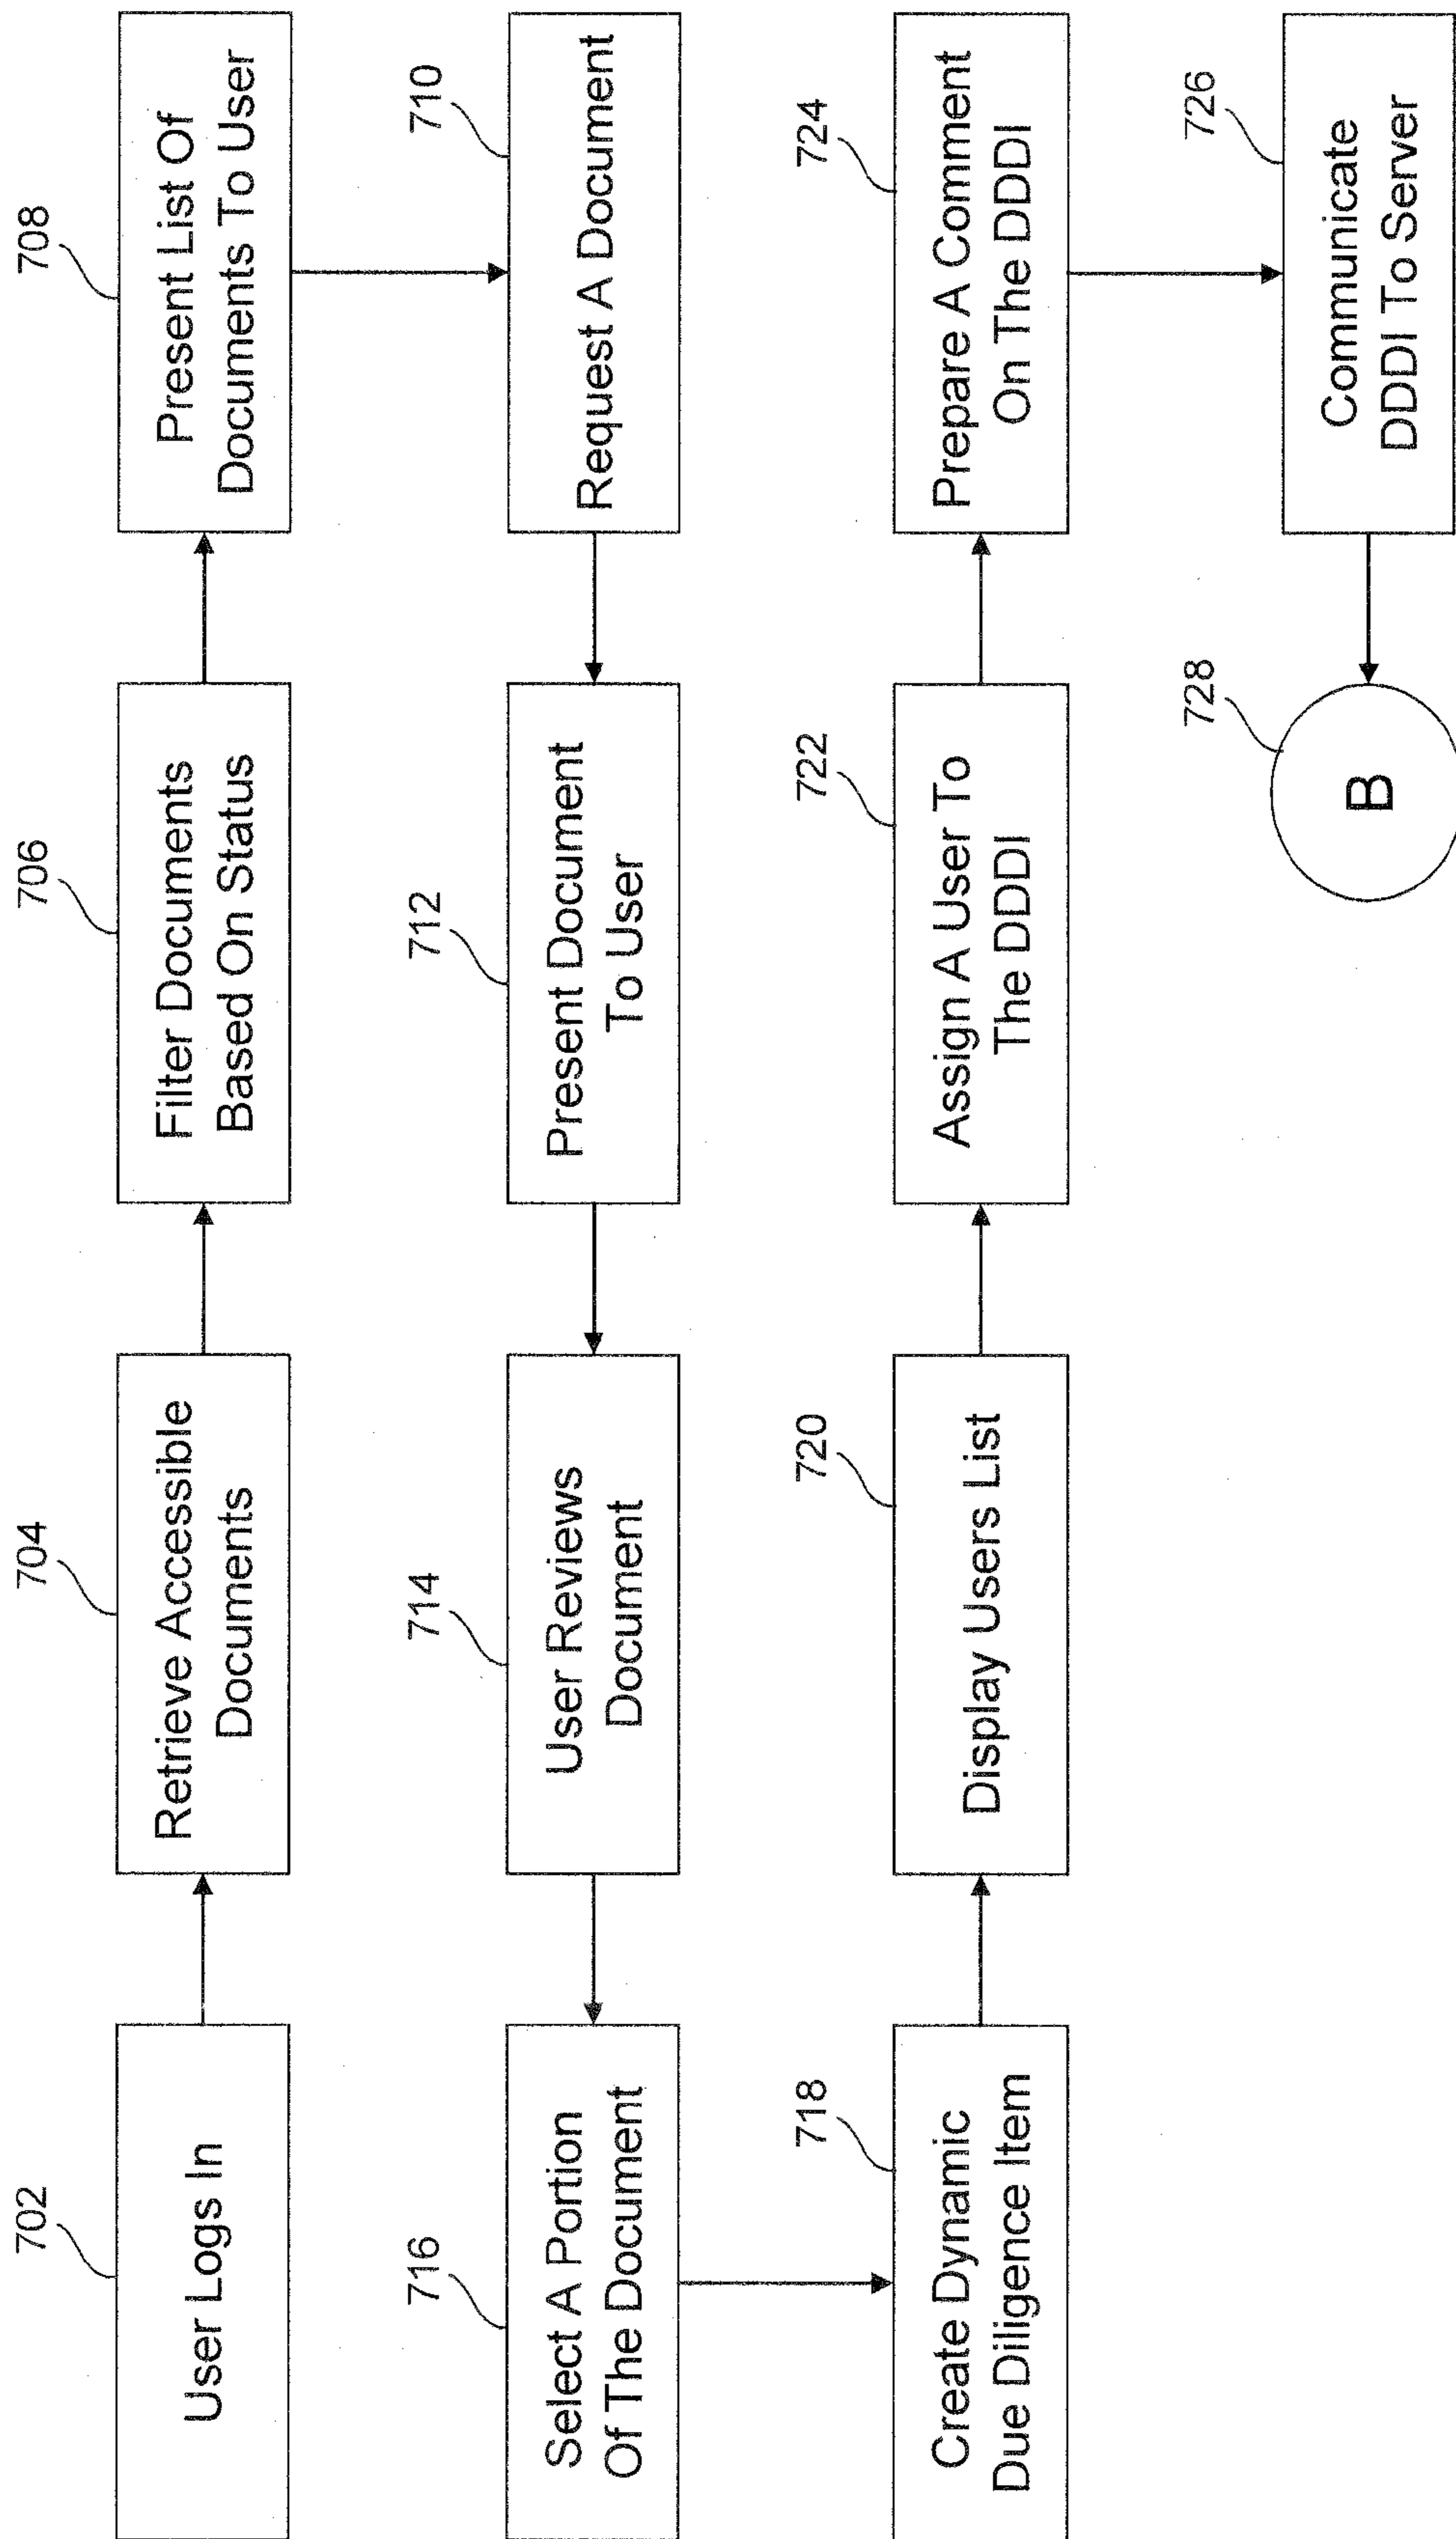 702
User Logs In
704
Retrieve Accessible
Documents
706
Filter Documents
Based On Status
708
Present List Of
Documents To User
710
Request A Document
712
Present Document
To User
714
User Reviews
Document
716
Select A Portion
Of The Document
718
Create Dynamic
Due Diligence Item
720
Display Users List
722
Assign A User To
The DDDI
724
Prepare A Comment
On The DDDI
726
Communicate
DDDI To Server
728
B